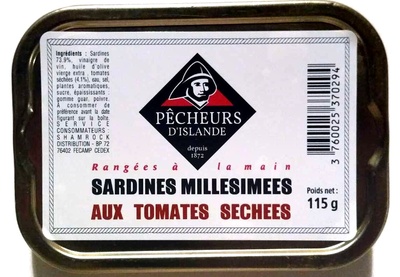 Ingrédients : Sardines
73.9%, vinaigre de
vin, huile d'olive
vierge extra, tomates
séchées (4.1%), eau, sel,
plantes aromatiques,
sucre, épaississants :
gomme guar, poivre.
À consommer de
préférence avant la date
figurant sur la boîte.
SERVICE
CONSOMMATEURS :
SHAMROCK
DISTRIBUTION - BP 72
76402 FECAMP CEDEX
PÊCHEURS
D'ISLANDE
depuis
1872
Rangées à la main
SARDINES MILLESIMEES
AUX TOMATES SECHEES
Poids net :
115 g
3 760025 370294